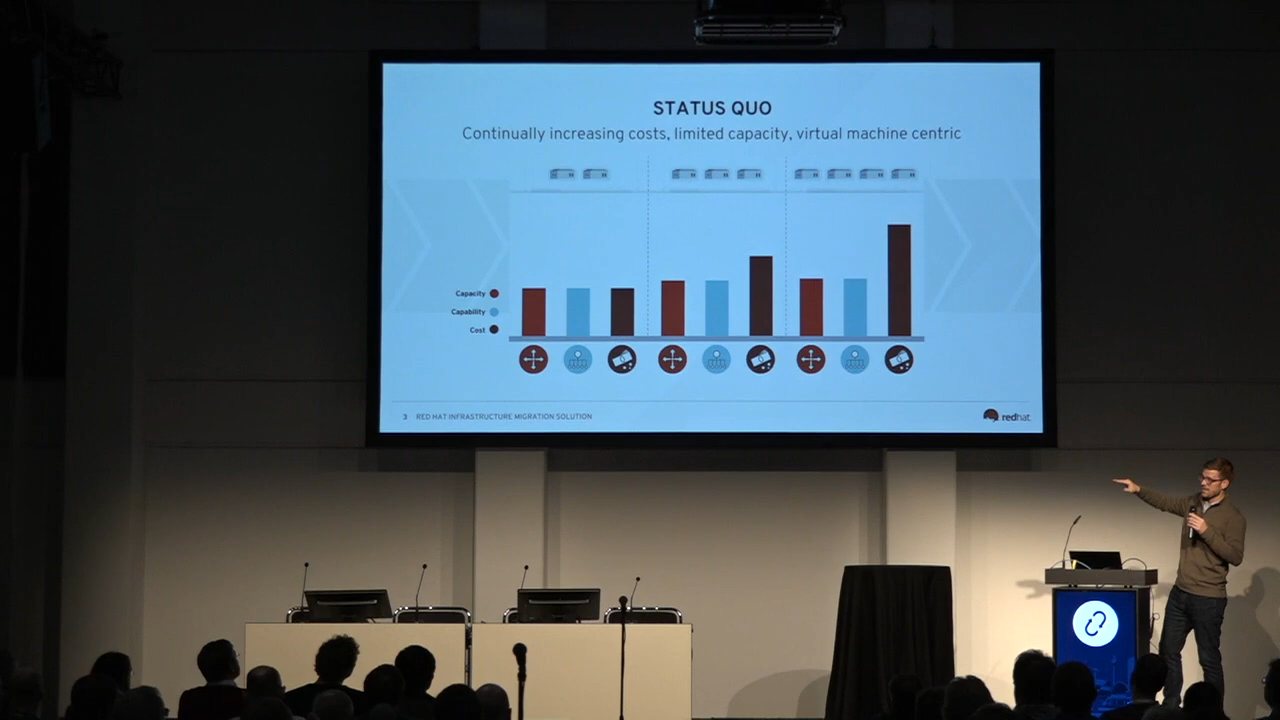 STATUS QUO
Continually increasing costs, limited capacity, virtual machine centric
Capacity
Capability
Cost
3 RED HAT INFRASTRUCTURE MIGRATION SOLUTION
redhat